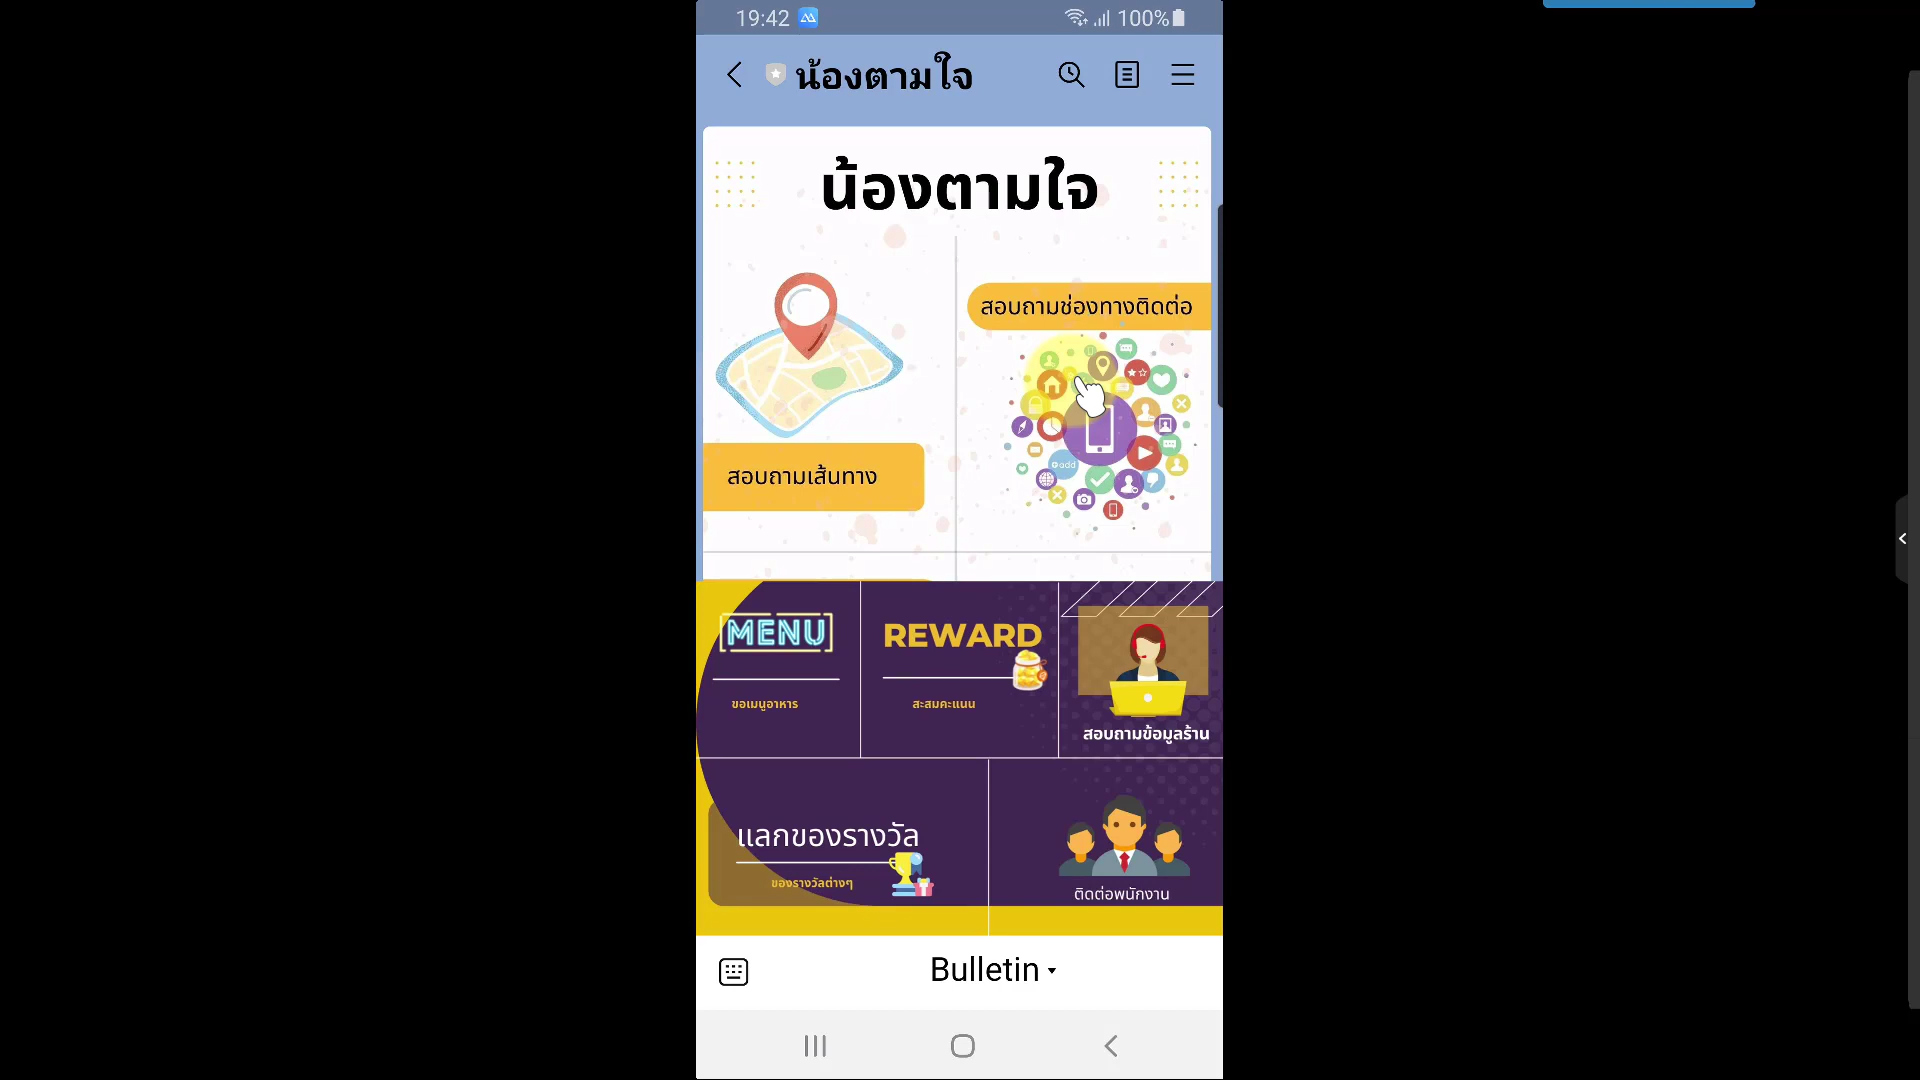 19:42
100%
น้องตามใจ
น้องตามใจ
สอบถามช่องทางติดต่อ
add
สอบถามเส้นทาง
MENU
REWARD
ขอเมนูอาหาร
สะสมคะแนน
สอบถามข้อมูลร้าน
แลกของรางวัล
ของรางวัลต่างๆ
ติดต่อพนักงาน
Bulletin